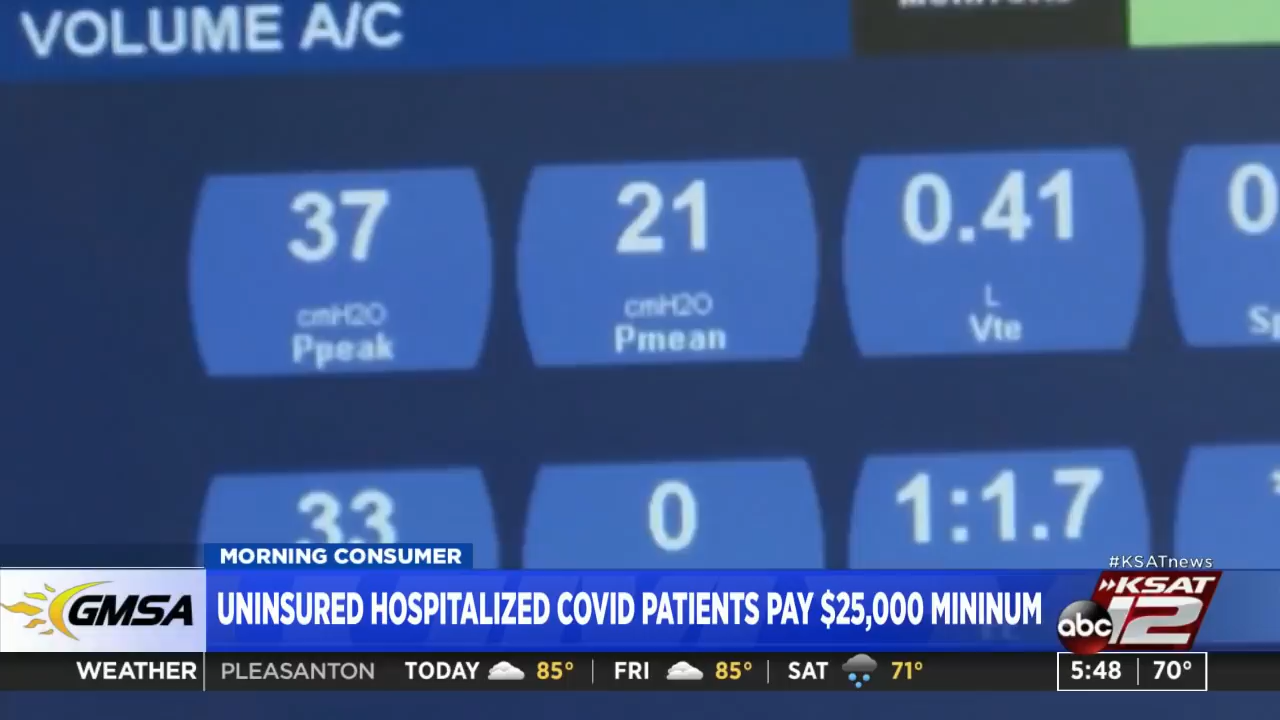 VOLUME A/C
37
21
0.41
cmH2O
cmH2O
L
Ppeak
Pmean
Vte
33
0
1:1.7
MORNING CONSUMER
#KSATnews
GMSA
UNINSURED HOSPITALIZED COVID PATIENTS PAY $25,000 MININUM
KSAT
abc 12
WEATHER PLEASANTON TODAY 85° FRI 85° SAT 71° 5:48 70°